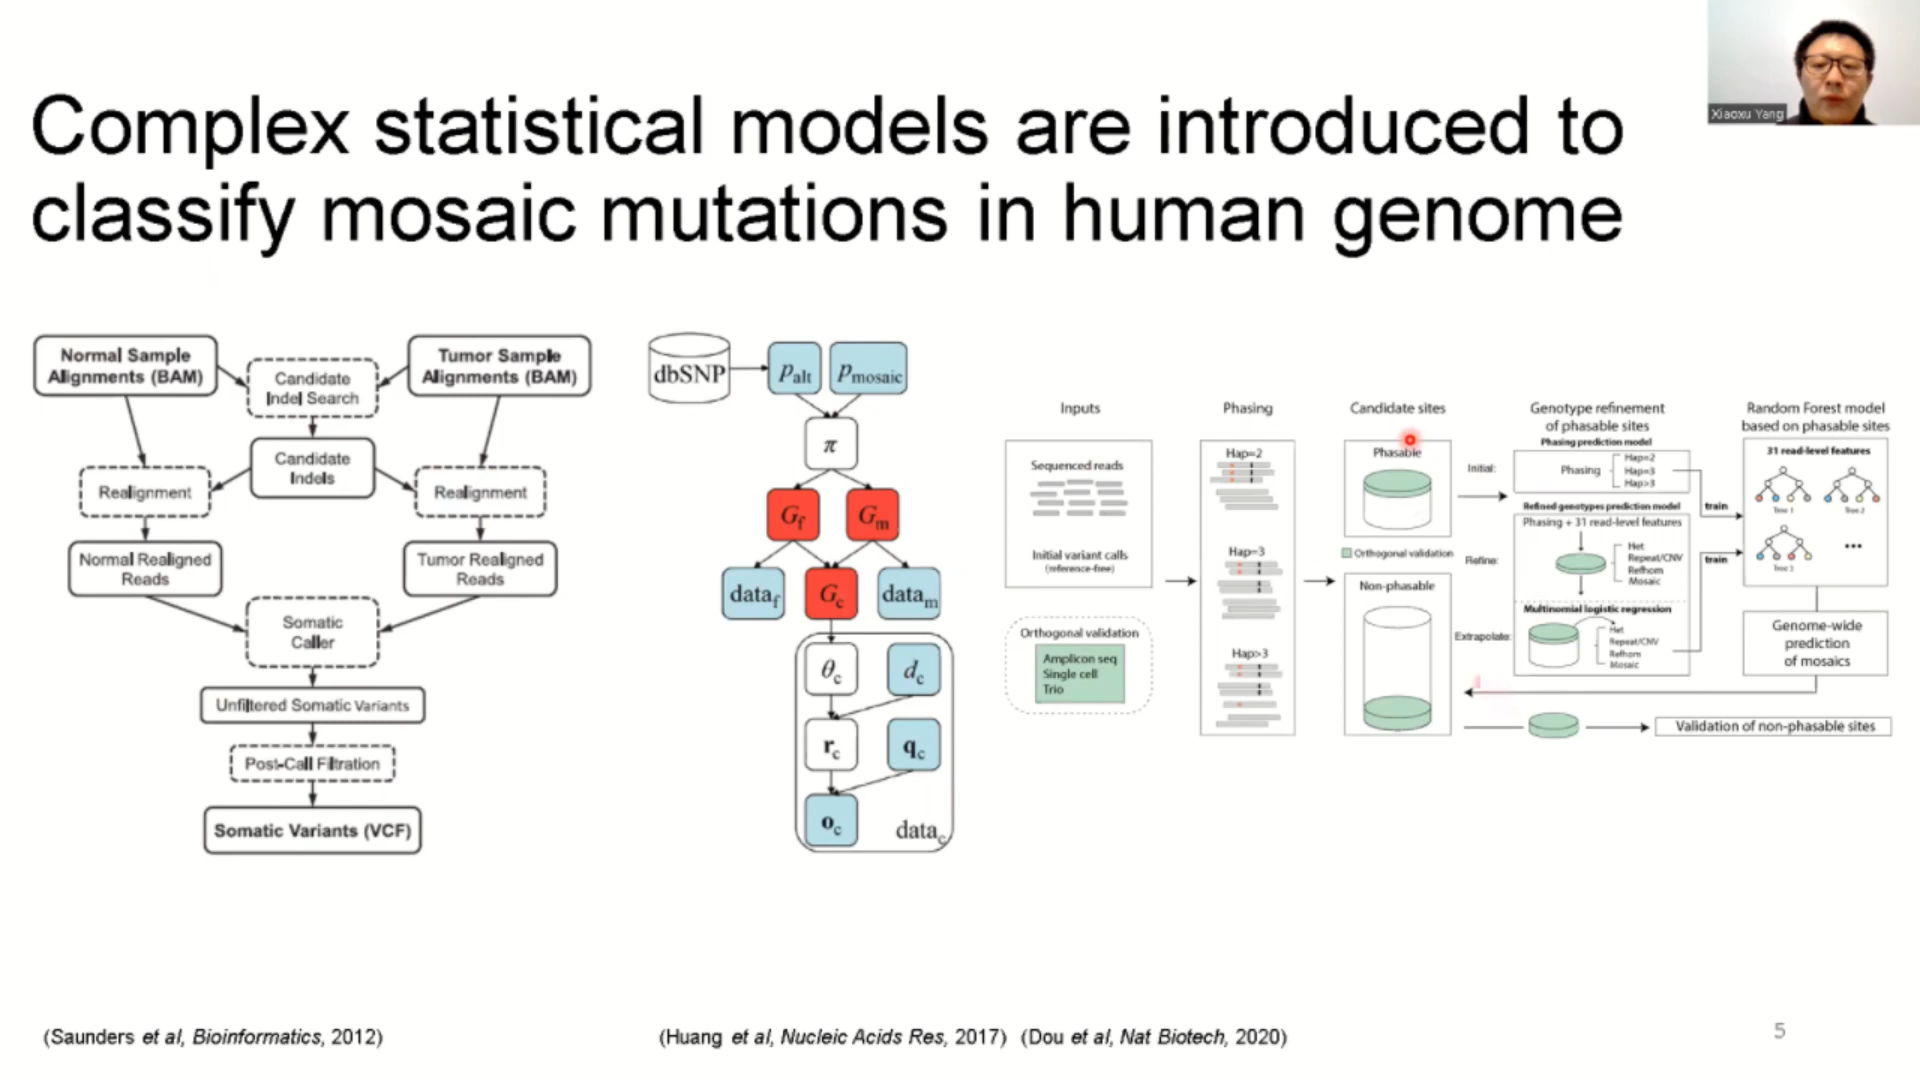 Xiaoxu Yang
Complex statistical models are introduced to
classify mosaic mutations in human genome
Normal Sample
Alignments (BAM)
Tumor Sample
Alignments (BAM)
Candidate
Indel Search
Candidate
Indels
Realignment
Realignment
Normal Realigned
Reads
Tumor Realigned
Reads
Somatic
Caller
Unfiltered Somatic Variants
Post-Call Filtration
Somatic Variants (VCF)
dbSNP
p_alt
p_mosaic
π
G_f
G_m
data_f
G_c
data_m
θ_c
d_c
r_c
q_c
o_c
data_c
Inputs
Sequenced reads
Initial variant calls
(reference-free)
Orthogonal validation
Amplicon seq
Single cell
Trio
Phasing
Hap=2
Hap=3
Hap>3
Candidate sites
Phasable
Orthogonal validation
Non-phasable
Initial:
Refine:
Extrapolate:
Genotype refinement
of phasable sites
Phasing prediction model
Phasing
Hap=2
Hap=3
Hap>3
Refined genotypes prediction model
Phasing + 31 read-level features
Het
Repeat/CNV
Refhom
Mosaic
Multinomial logistic regression
Het
Repeat/CNV
Refhom
Mosaic
train
train
Random Forest model
based on phasable sites
31 read-level features
Tree 1
Tree 2
Tree 3
...
Genome-wide
prediction
of mosaics
Validation of non-phasable sites
(Saunders et al, Bioinformatics, 2012)
(Huang et al, Nucleic Acids Res, 2017)
(Dou et al, Nat Biotech, 2020)
5